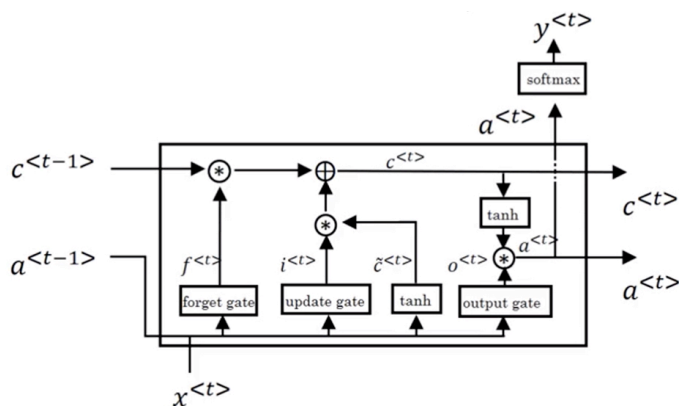 y<t>
softmax
a<t>
c<t-1>
c<t>
c<t>
tanh
a<t-1>
f<t>
i<t>
c̃<t>
o<t>
a<t>
a<t>
forget gate
update gate
tanh
output gate
x<t>